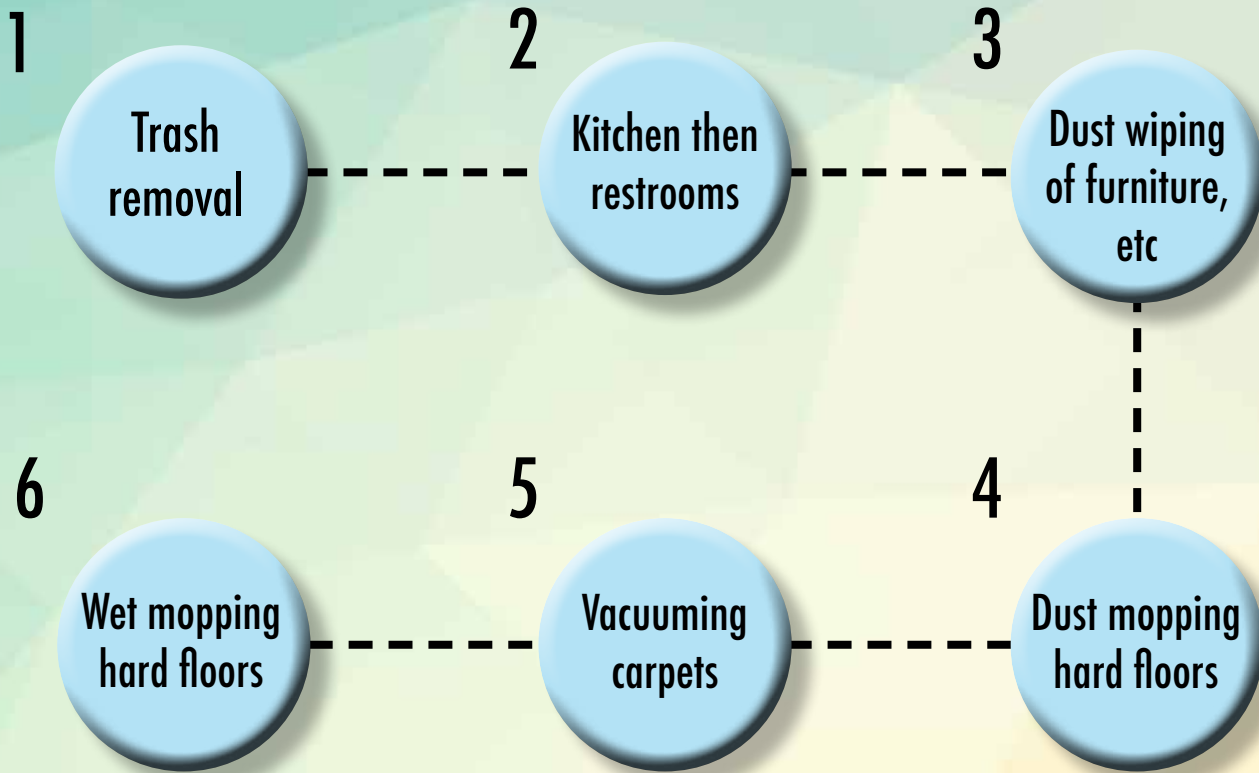 1
Trash
removal
2
Kitchen then
restrooms
3
Dust wiping
of furniture,
etc
4
Dust mopping
hard floors
5
Vacuuming
carpets
6
Wet mopping
hard floors